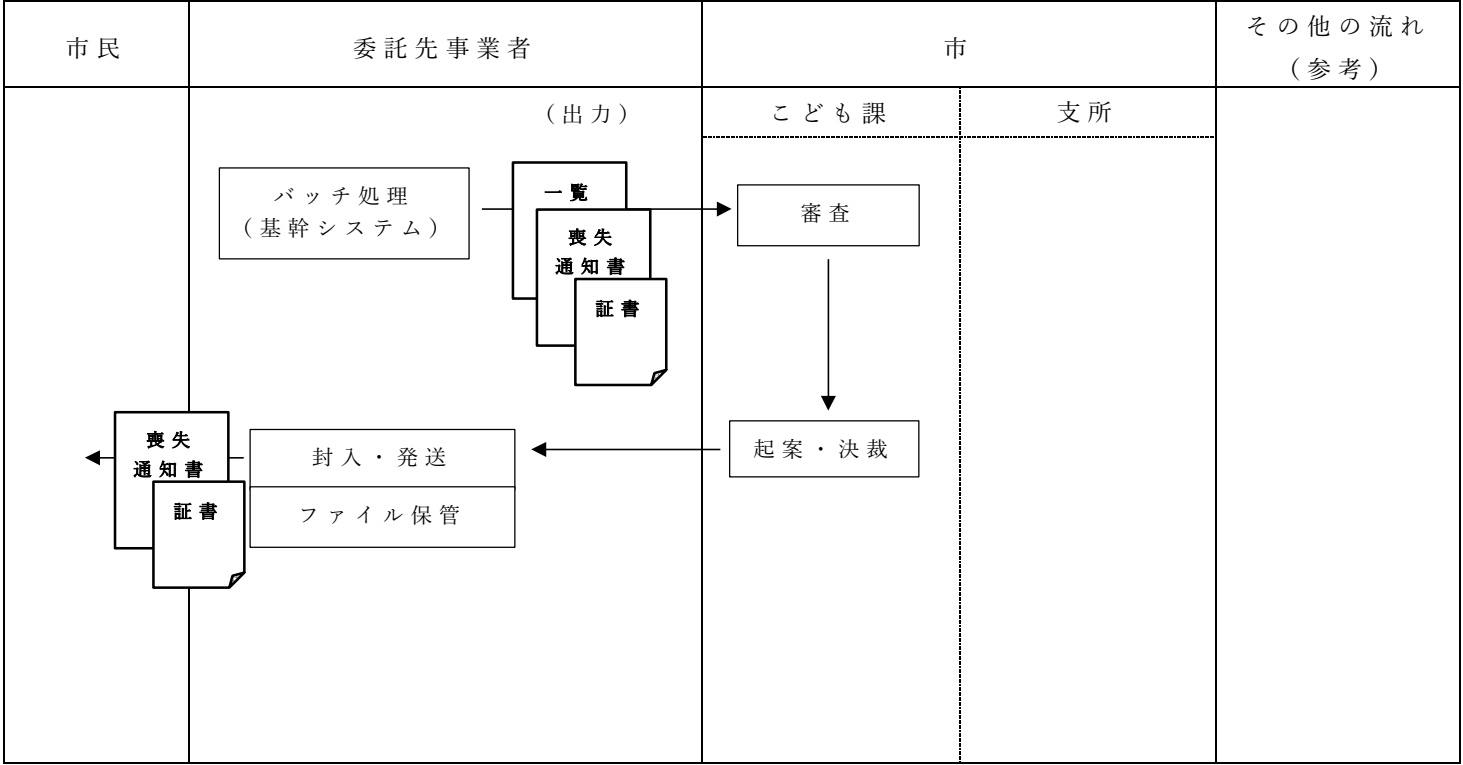 市民
委託先事業者
市
その他の流れ
（参考）
（出力）
こども課
支所
バッチ処理
（基幹システム）
一覧
喪失
通知書
証書
審査
喪失
通知書
証書
封入・発送
ファイル保管
起案・決裁